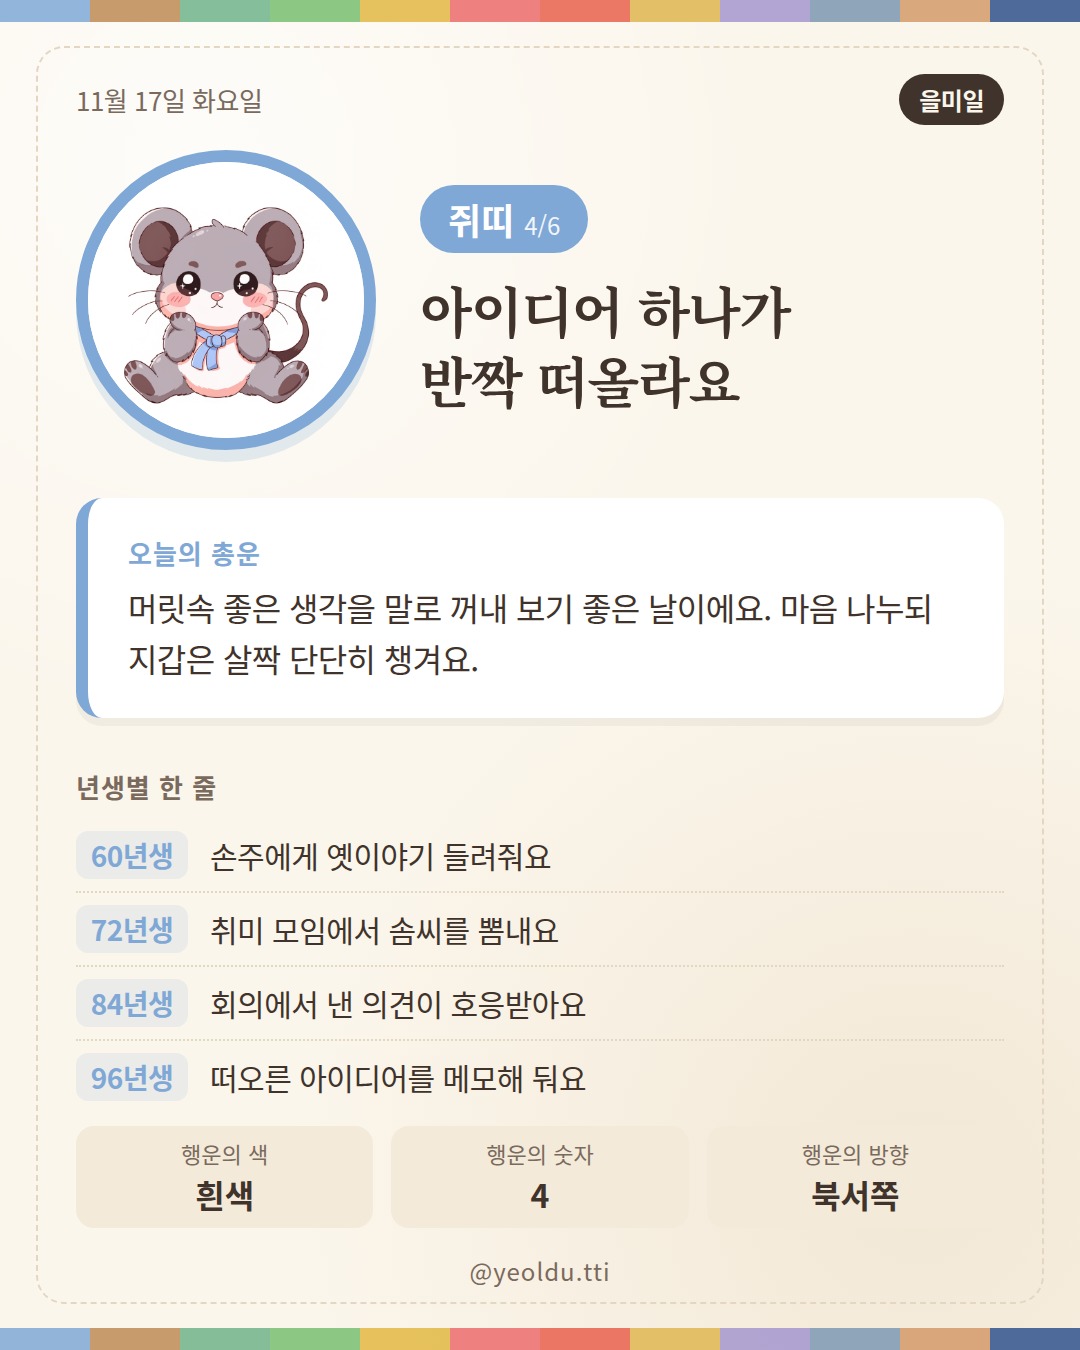 11월 17일 화요일
을미일
쥐띠 4/6
아이디어 하나가
반짝 떠올라요
오늘의 총운
머릿속 좋은 생각을 말로 꺼내 보기 좋은 날이에요. 마음 나누되
지갑은 살짝 단단히 챙겨요.
년생별 한 줄
60년생 손주에게 옛이야기 들려줘요
72년생 취미 모임에서 솜씨를 뽐내요
84년생 회의에서 낸 의견이 호응받아요
96년생 떠오른 아이디어를 메모해 둬요
행운의 색
흰색
행운의 숫자
4
행운의 방향
북서쪽
@yeoldu.tti